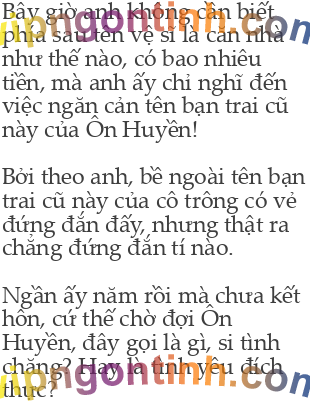 Bây giờ anh không cần biết
phía sau tên vệ sĩ là căn nhà
như thế nào, có bao nhiêu
tiền, mà anh ấy chỉ nghĩ đến
việc ngăn cản tên bạn trai cũ
này của Ôn Huyền!
Bởi theo anh, bề ngoài tên bạn
trai cũ này của cô trông có vẻ
đứng đắn đấy, nhưng thật ra
chẳng đứng đắn tí nào.
Ngần ấy năm rồi mà chưa kết
hôn, cứ thế chờ đợi Ôn
Huyền, đây gọi là gì, si tình
chăng? Hay là tình yêu đích
thực?